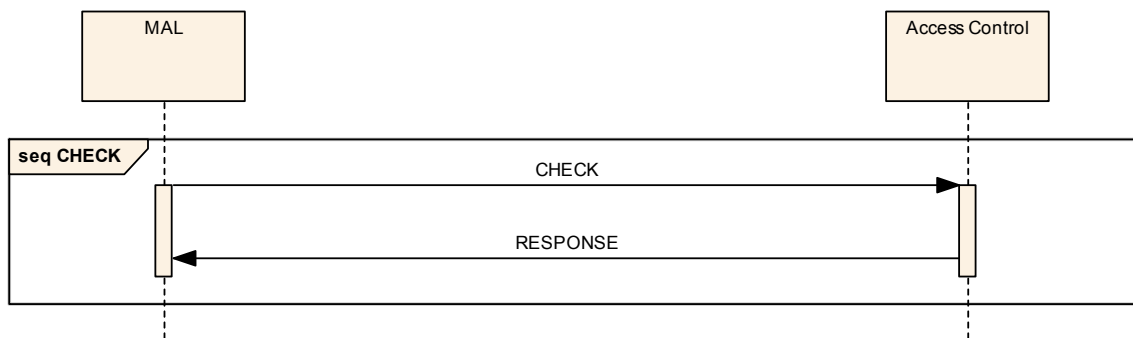 MAL
Access Control
seq CHECK
CHECK
RESPONSE